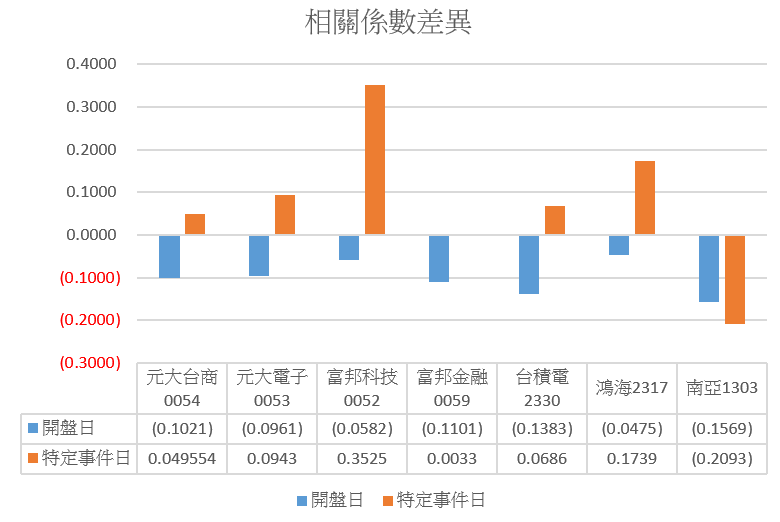 相關係數差異
0.4000
0.3000
0.2000
0.1000
0.0000
(0.1000)
(0.2000)
(0.3000)
元大台商 元大電子 富邦科技 富邦金融 台積電 鴻海2317 南亞1303
0054 0053 0052 0059 2330
開盤日 (0.1021) (0.0961) (0.0582) (0.1101) (0.1383) (0.0475) (0.1569)
特定事件日 0.049554 0.0943 0.3525 0.0033 0.0686 0.1739 (0.2093)
開盤日 特定事件日